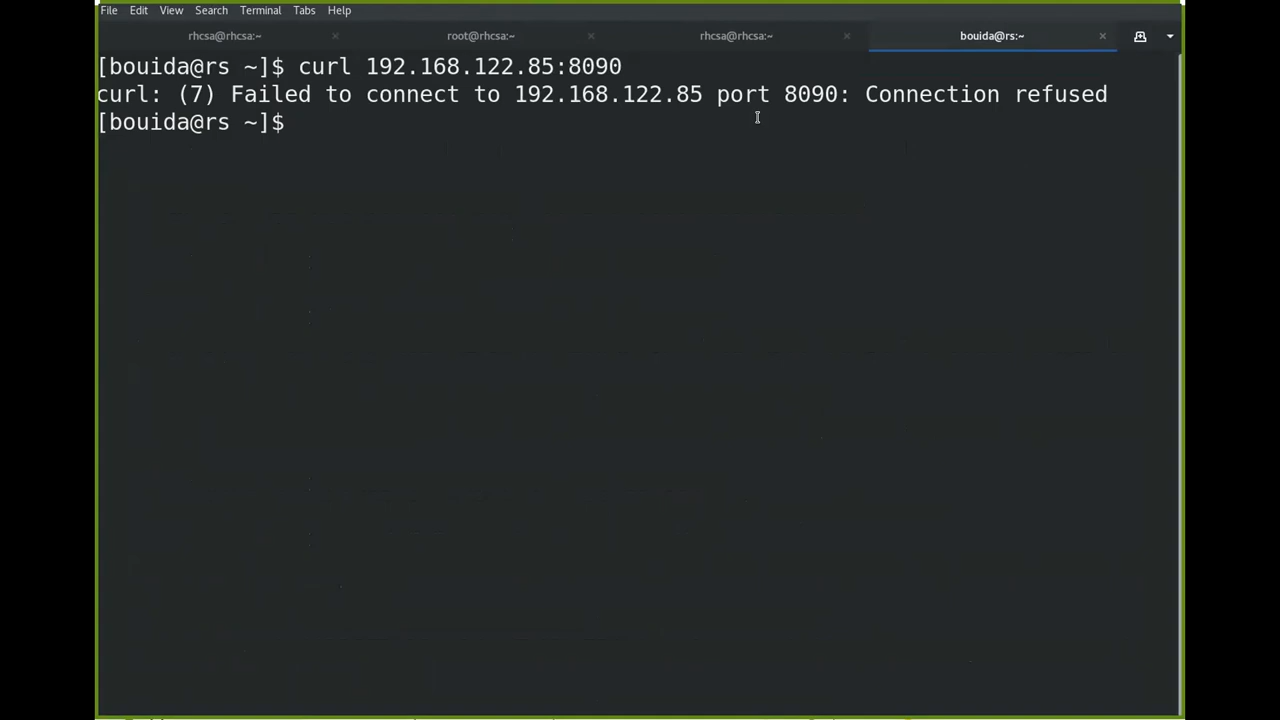 File Edit View Search Terminal Tabs Help
rhcsa@rhcsa:~ × root@rhcsa:~ × rhcsa@rhcsa:~ × bouida@rs:~ ×
[bouida@rs ~]$ curl 192.168.122.85:8090
curl: (7) Failed to connect to 192.168.122.85 port 8090: Connection refused
[bouida@rs ~]$